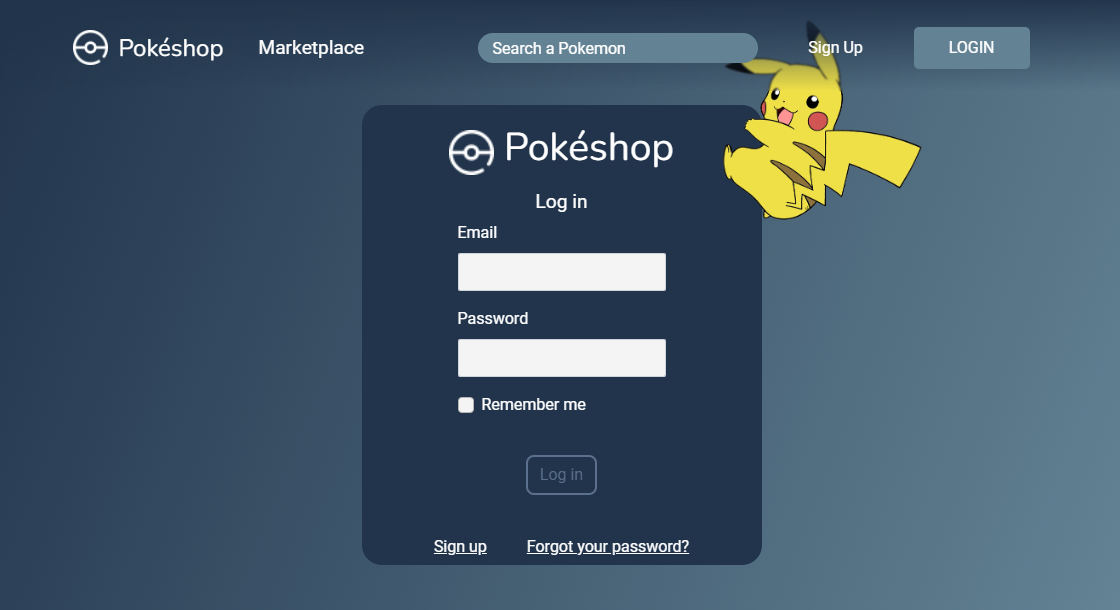 Pokéshop Marketplace Search a Pokemon Sign Up LOGIN
Pokéshop
Log in
Email
Password
Remember me
Log in
Sign up Forgot your password?